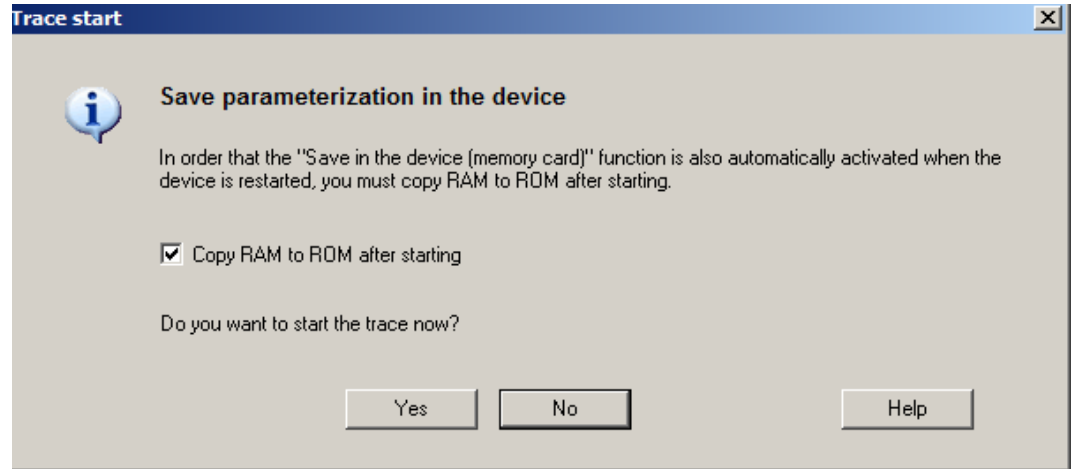 Trace start
Save parameterization in the device
In order that the "Save in the device (memory card)" function is also automatically activated when the
device is restarted, you must copy RAM to ROM after starting.
Copy RAM to ROM after starting
Do you want to start the trace now?
Yes No Help